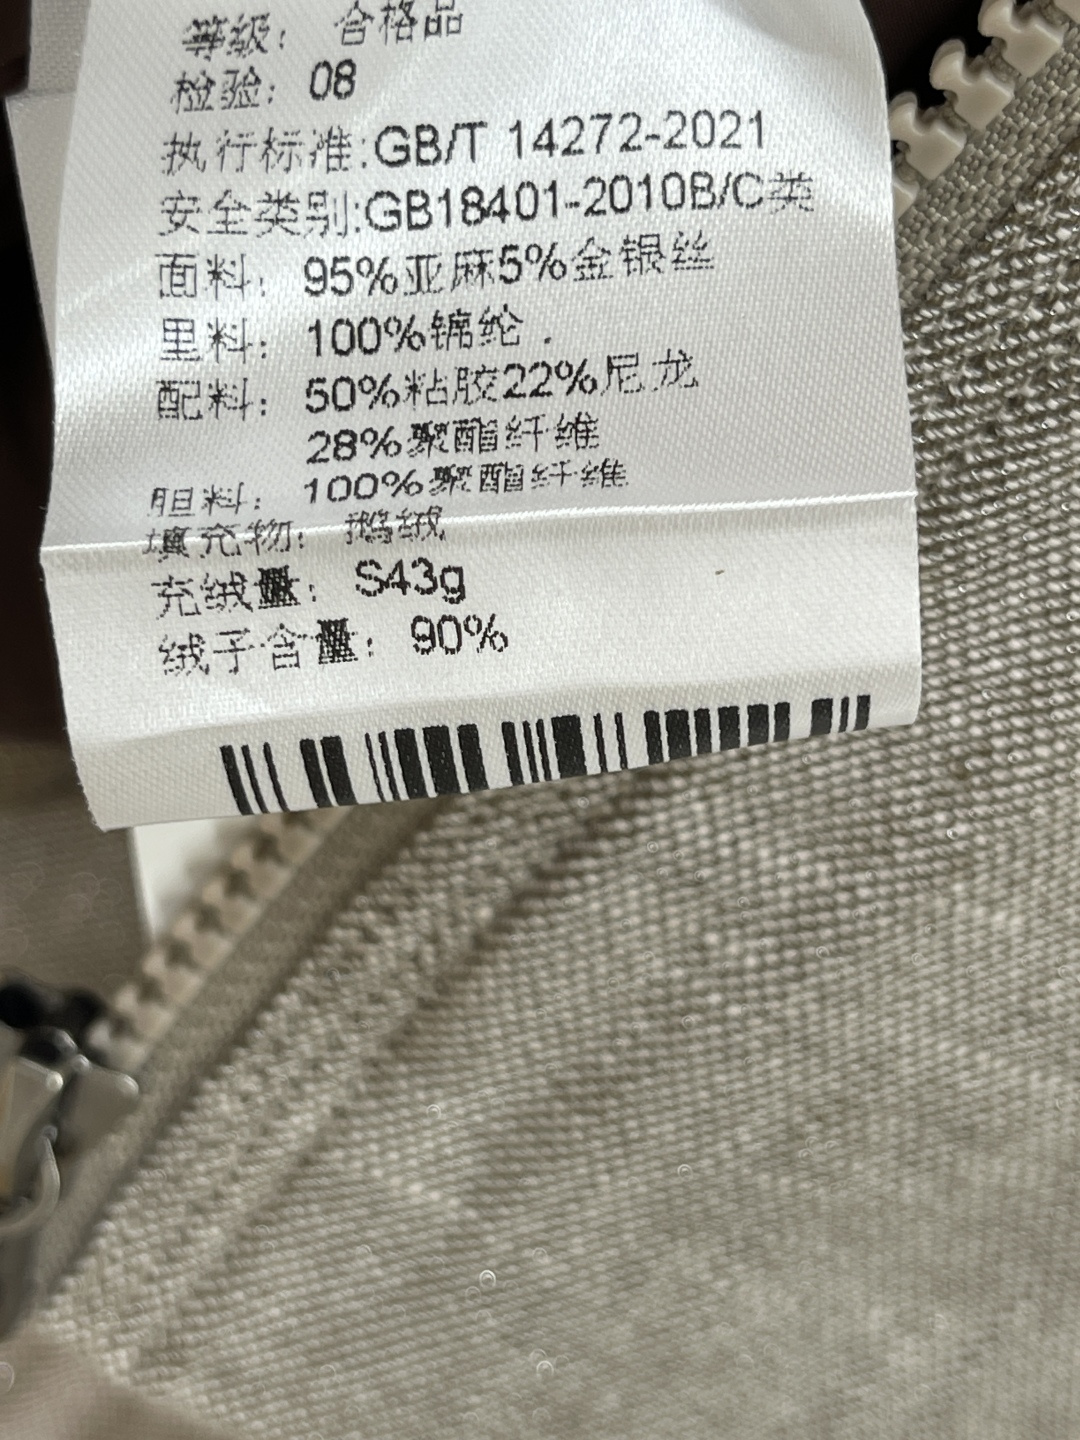 等级： 合格品
检验： 08
执行标准:GB/T 14272-2021
安全类别:GB18401-2010B/C类
面料： 95%亚麻5%金银丝
里料： 100%锦纶．
配料： 50%粘胶22%尼龙
28%聚酯纤维
胆料： 100%聚酯纤维
填充物： 鹅绒
充绒量： S43g
绒子含量： 90%